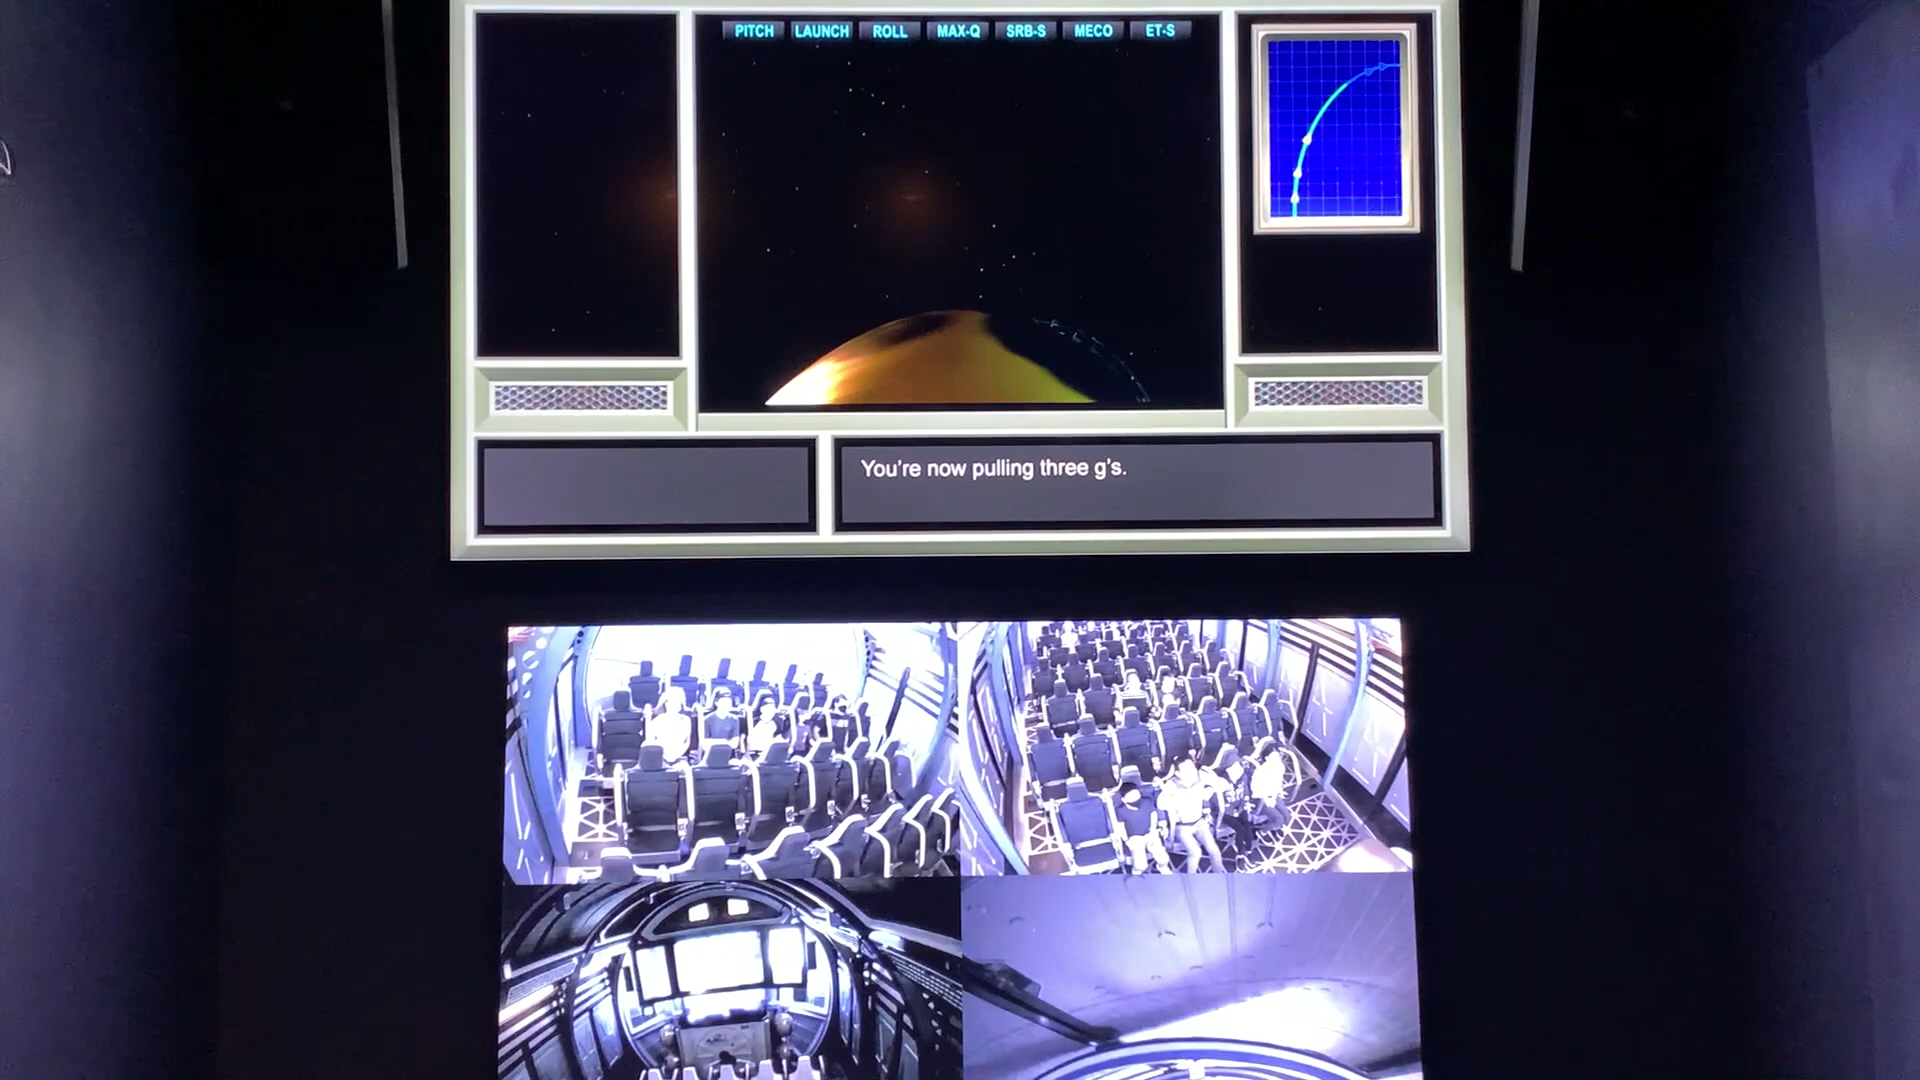 PITCH LAUNCH ROLL MAX-Q SRB-S MECO ET-S
You're now pulling three g's.